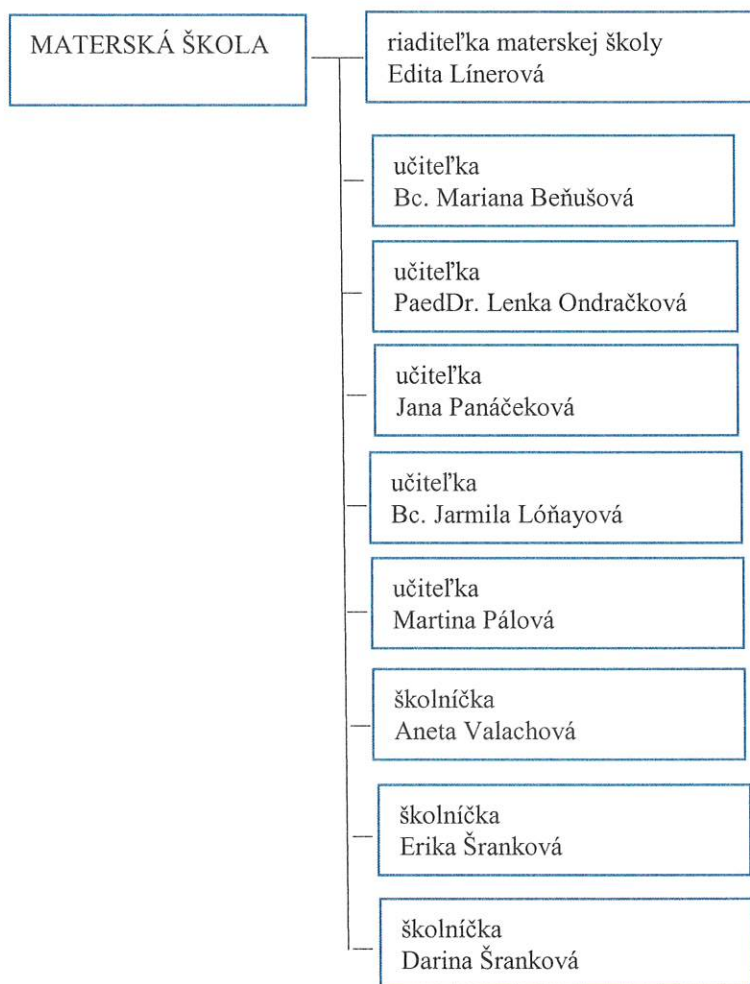 MATERSKÁ ŠKOLA
riaditeľka materskej školy
Edita Línerová
učiteľka
Bc. Mariana Beňušová
učiteľka
PaedDr. Lenka Ondračková
učiteľka
Jana Panáčeková
učiteľka
Bc. Jarmila Lóňayová
učiteľka
Martina Pálová
školníčka
Aneta Valachová
školníčka
Erika Šranková
školníčka
Darina Šranková